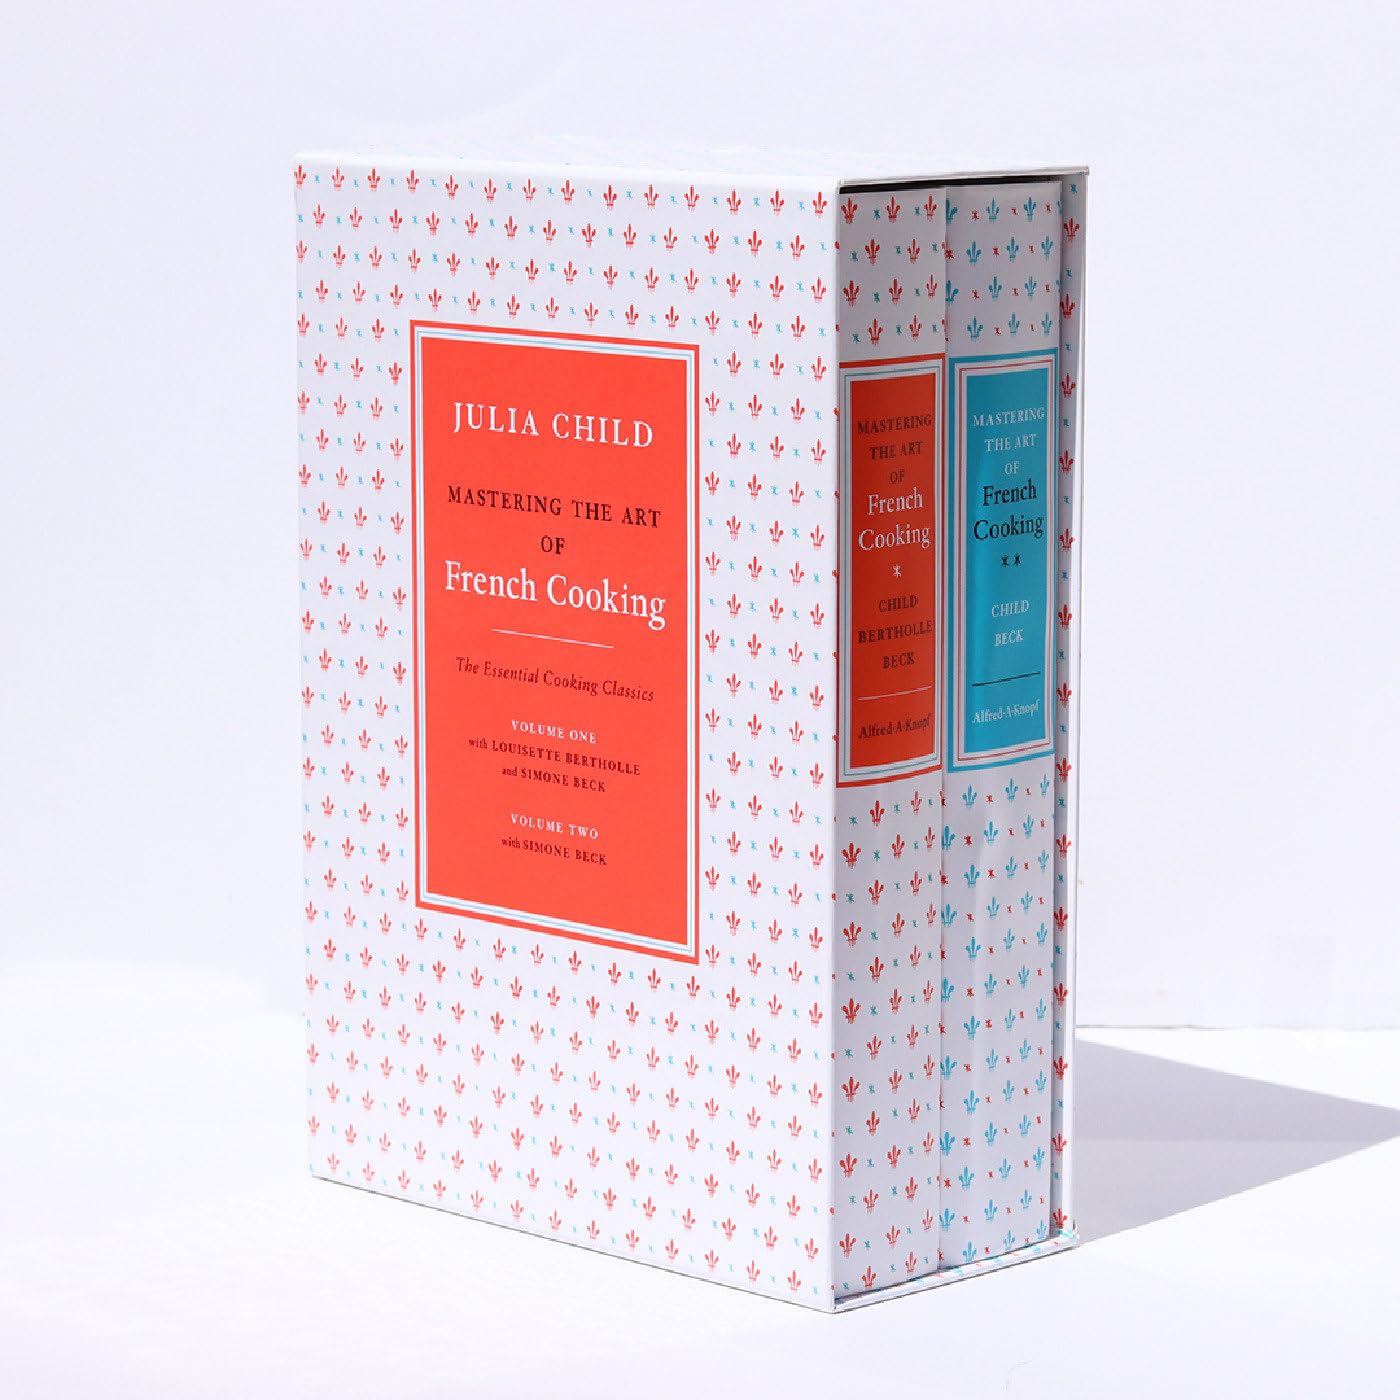 JULIA CHILD
MASTERING THE ART
OF
French Cooking
The Essential Cooking Classics
VOLUME ONE
with LOUISETTE BERTHOLLE
and SIMONE BECK
VOLUME TWO
with SIMONE BECK
MASTERING
THE ART
OF
French
Cooking
*
CHILD
BERTHOLLE
BECK
Alfred·A·Knopf
MASTERING
THE ART
OF
French
Cooking
**
CHILD
BECK
Alfred·A·Knopf